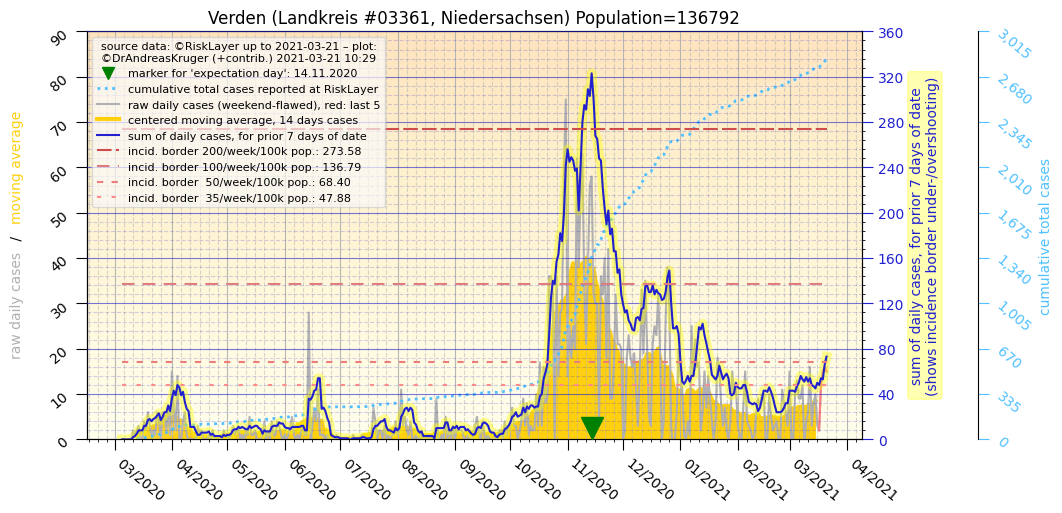 Verden (Landkreis #03361, Niedersachsen) Population=136792
source data: ©RiskLayer up to 2021-03-21 – plot:
©DrAndreasKruger (+contrib.) 2021-03-21 10:29
marker for 'expectation day': 14.11.2020
cumulative total cases reported at RiskLayer
raw daily cases (weekend-flawed), red: last 5
centered moving average, 14 days cases
sum of daily cases, for prior 7 days of date
incid. border 200/week/100k pop.: 273.58
incid. border 100/week/100k pop.: 136.79
incid. border  50/week/100k pop.: 68.40
incid. border  35/week/100k pop.: 47.88
raw daily cases / moving average
90
80
70
60
50
40
30
20
10
0
03/2020
04/2020
05/2020
06/2020
07/2020
08/2020
09/2020
10/2020
11/2020
12/2020
01/2021
02/2021
03/2021
04/2021
360
320
280
240
200
160
120
80
40
0
sum of daily cases, for prior 7 days of date
(shows incidence border under-/overshooting)
3,015
2,680
2,345
2,010
1,675
1,340
1,005
670
335
0
cumulative total cases